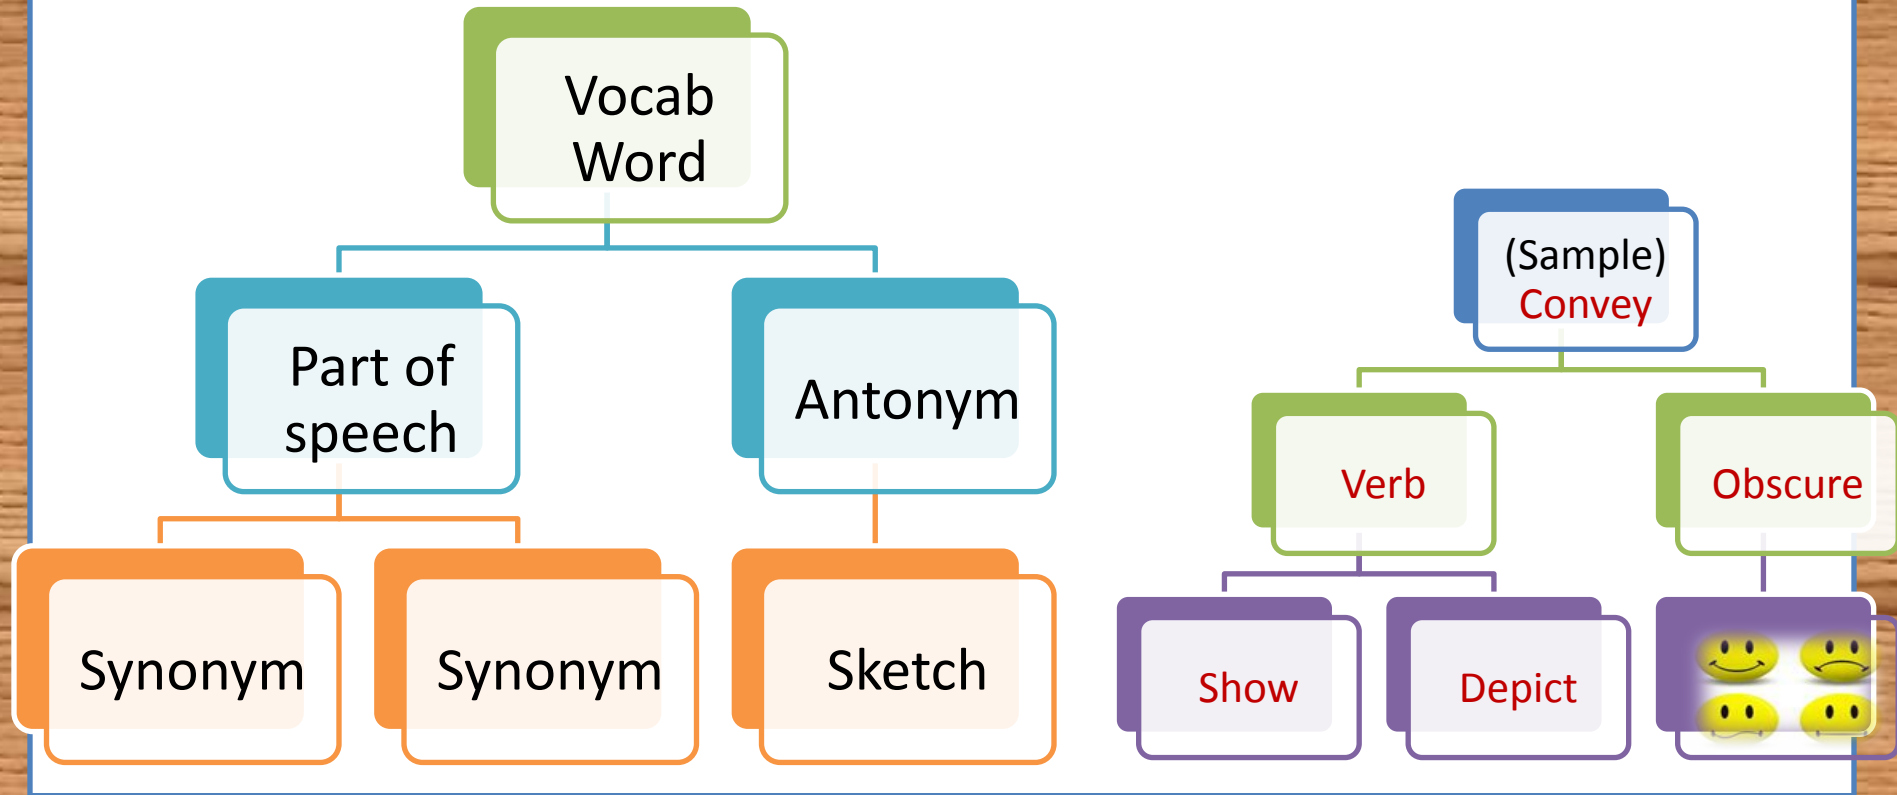 Vocab
Word
Part of
speech
Antonym
Synonym
Synonym
Sketch
(Sample)
Convey
Verb
Obscure
Show
Depict